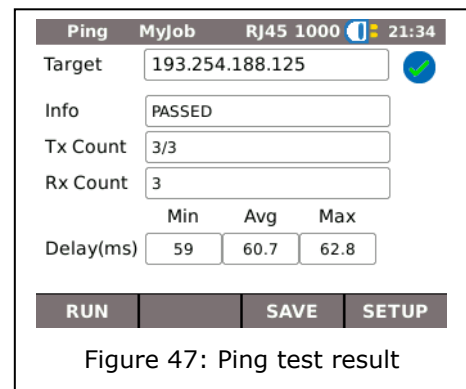 Ping MyJob RJ45 1000 21:34
Target 193.254.188.125
Info PASSED
Tx Count 3/3
Rx Count 3
Min Avg Max
Delay(ms) 59 60.7 62.8
RUN SAVE SETUP
Figure 47: Ping test result